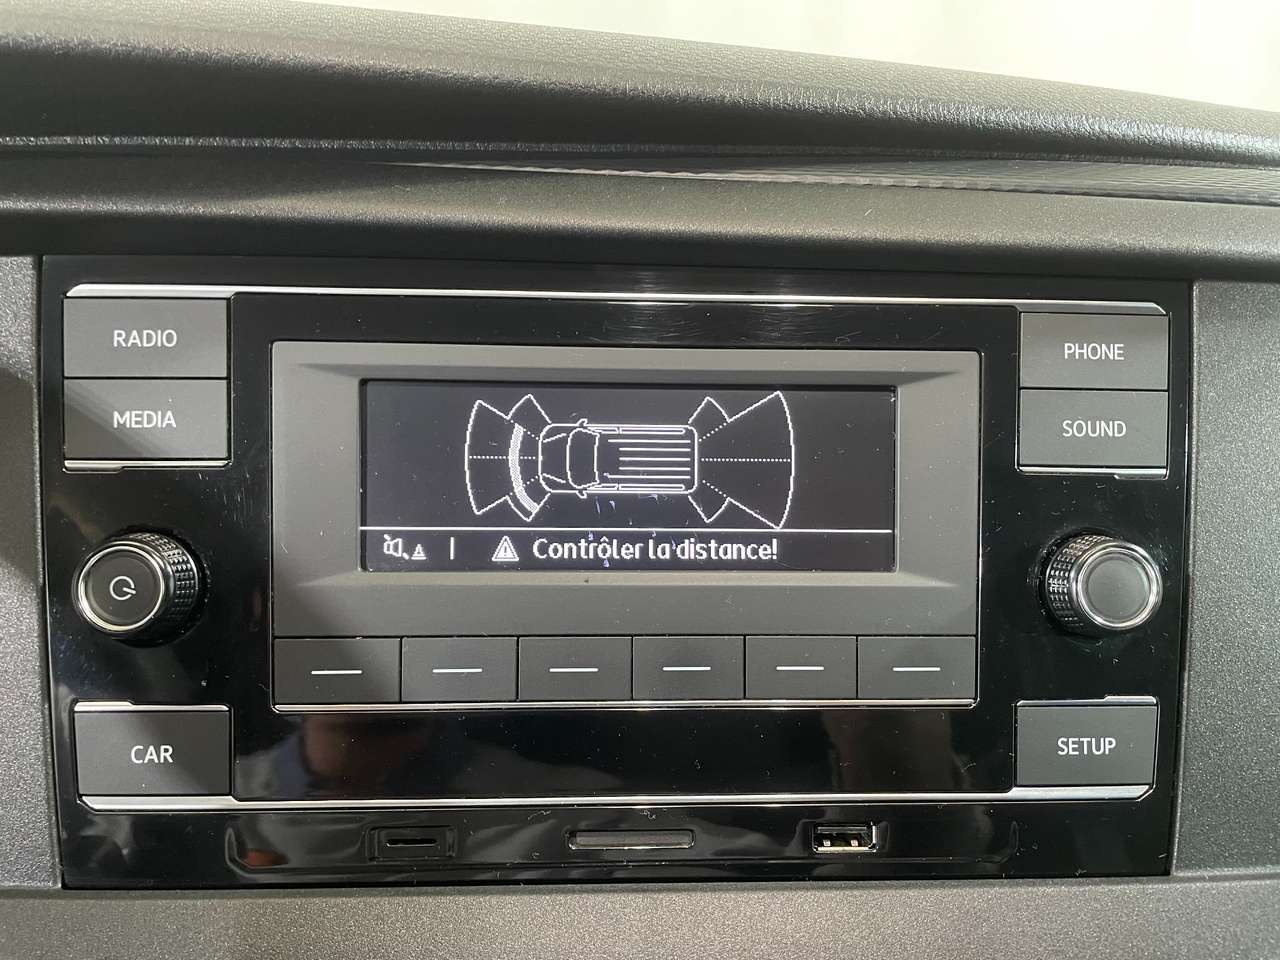 RADIO
MEDIA
PHONE
SOUND
Contrôler la distance!
CAR
SETUP